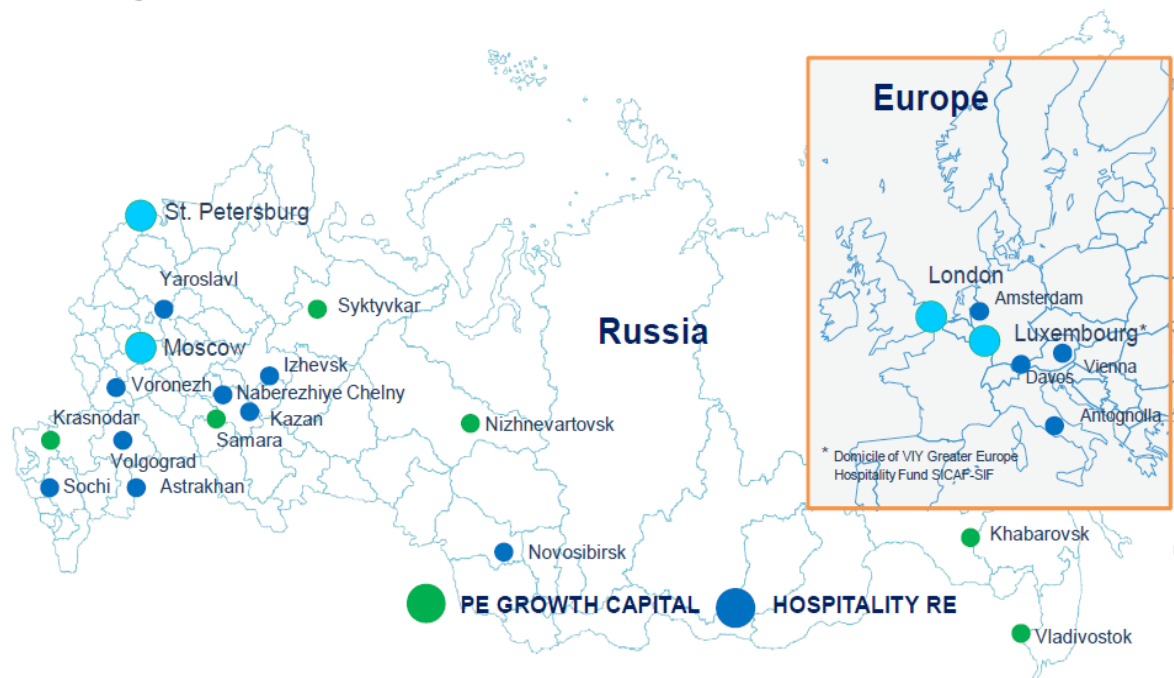 Europe
St. Petersburg
Yaroslavl
Syktyvkar
London
Amsterdam
Russia
Luxembourg*
Moscow
Izhevsk
Vienna
Davos
Voronezh
Naberezhiye Chelny
Kazan
Krasnodar
Samara
Nizhnevartovsk
Antognolla
Volgograd
* Domicile of VIY Greater Europe
Hospitality Fund SICAF-SIF
Sochi
Astrakhan
Khabarovsk
Novosibirsk
PE GROWTH CAPITAL
HOSPITALITY RE
Vladivostok